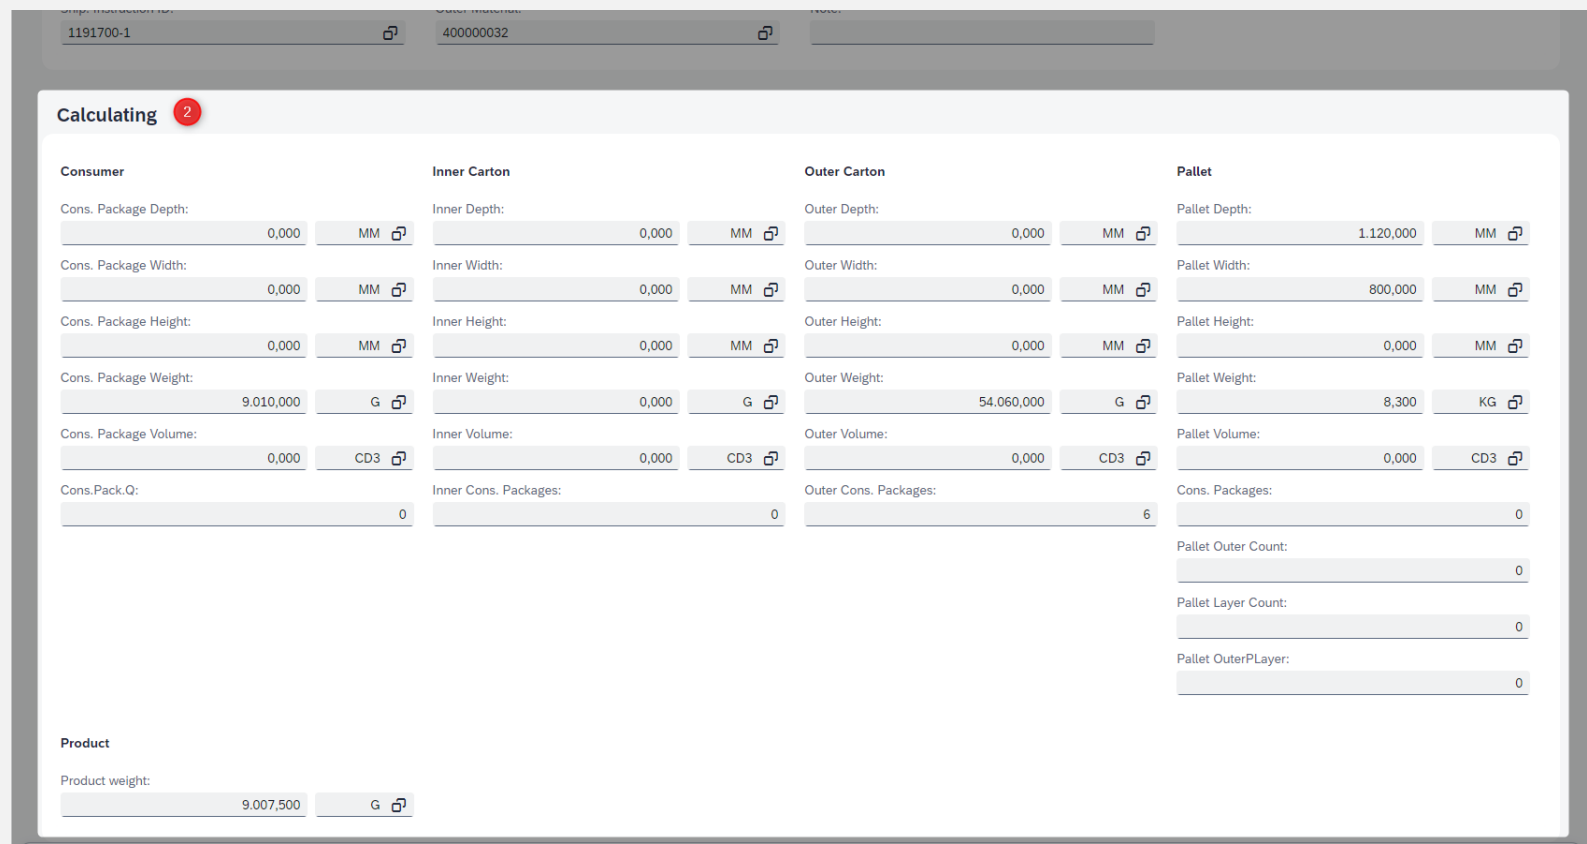 Ship. Instruction ID: Outer Material: Note:
1191700-1 400000032
Calculating 2
Consumer Inner Carton Outer Carton Pallet
Cons. Package Depth: Inner Depth: Outer Depth: Pallet Depth:
0,000 MM 0,000 MM 0,000 MM 1.120,000 MM
Cons. Package Width: Inner Width: Outer Width: Pallet Width:
0,000 MM 0,000 MM 0,000 MM 800,000 MM
Cons. Package Height: Inner Height: Outer Height: Pallet Height:
0,000 MM 0,000 MM 0,000 MM 0,000 MM
Cons. Package Weight: Inner Weight: Outer Weight: Pallet Weight:
9.010,000 G 0,000 G 54.060,000 G 8,300 KG
Cons. Package Volume: Inner Volume: Outer Volume: Pallet Volume:
0,000 CD3 0,000 CD3 0,000 CD3 0,000 CD3
Cons.Pack.Q: Inner Cons. Packages: Outer Cons. Packages: Cons. Packages:
0 0 6 0
Pallet Outer Count:
0
Pallet Layer Count:
0
Pallet OuterPLayer:
0
Product
Product weight:
9.007,500 G